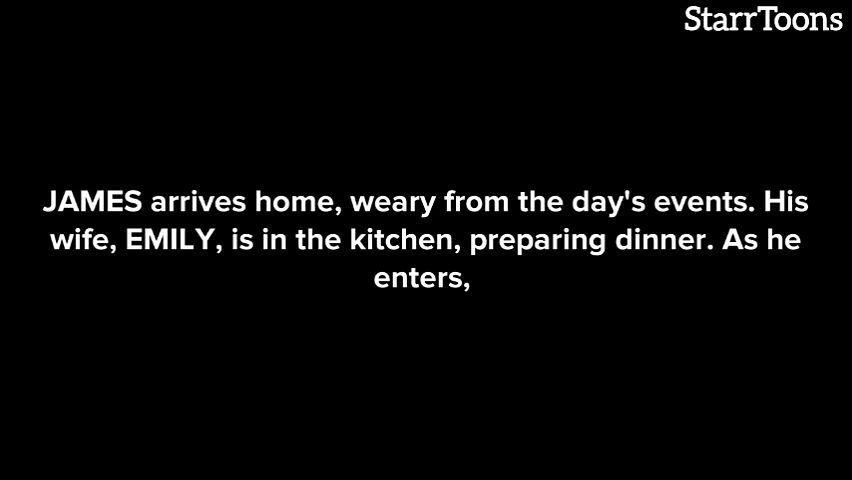 StarrToons
JAMES arrives home, weary from the day's events. His
wife, EMILY, is in the kitchen, preparing dinner. As he
enters,